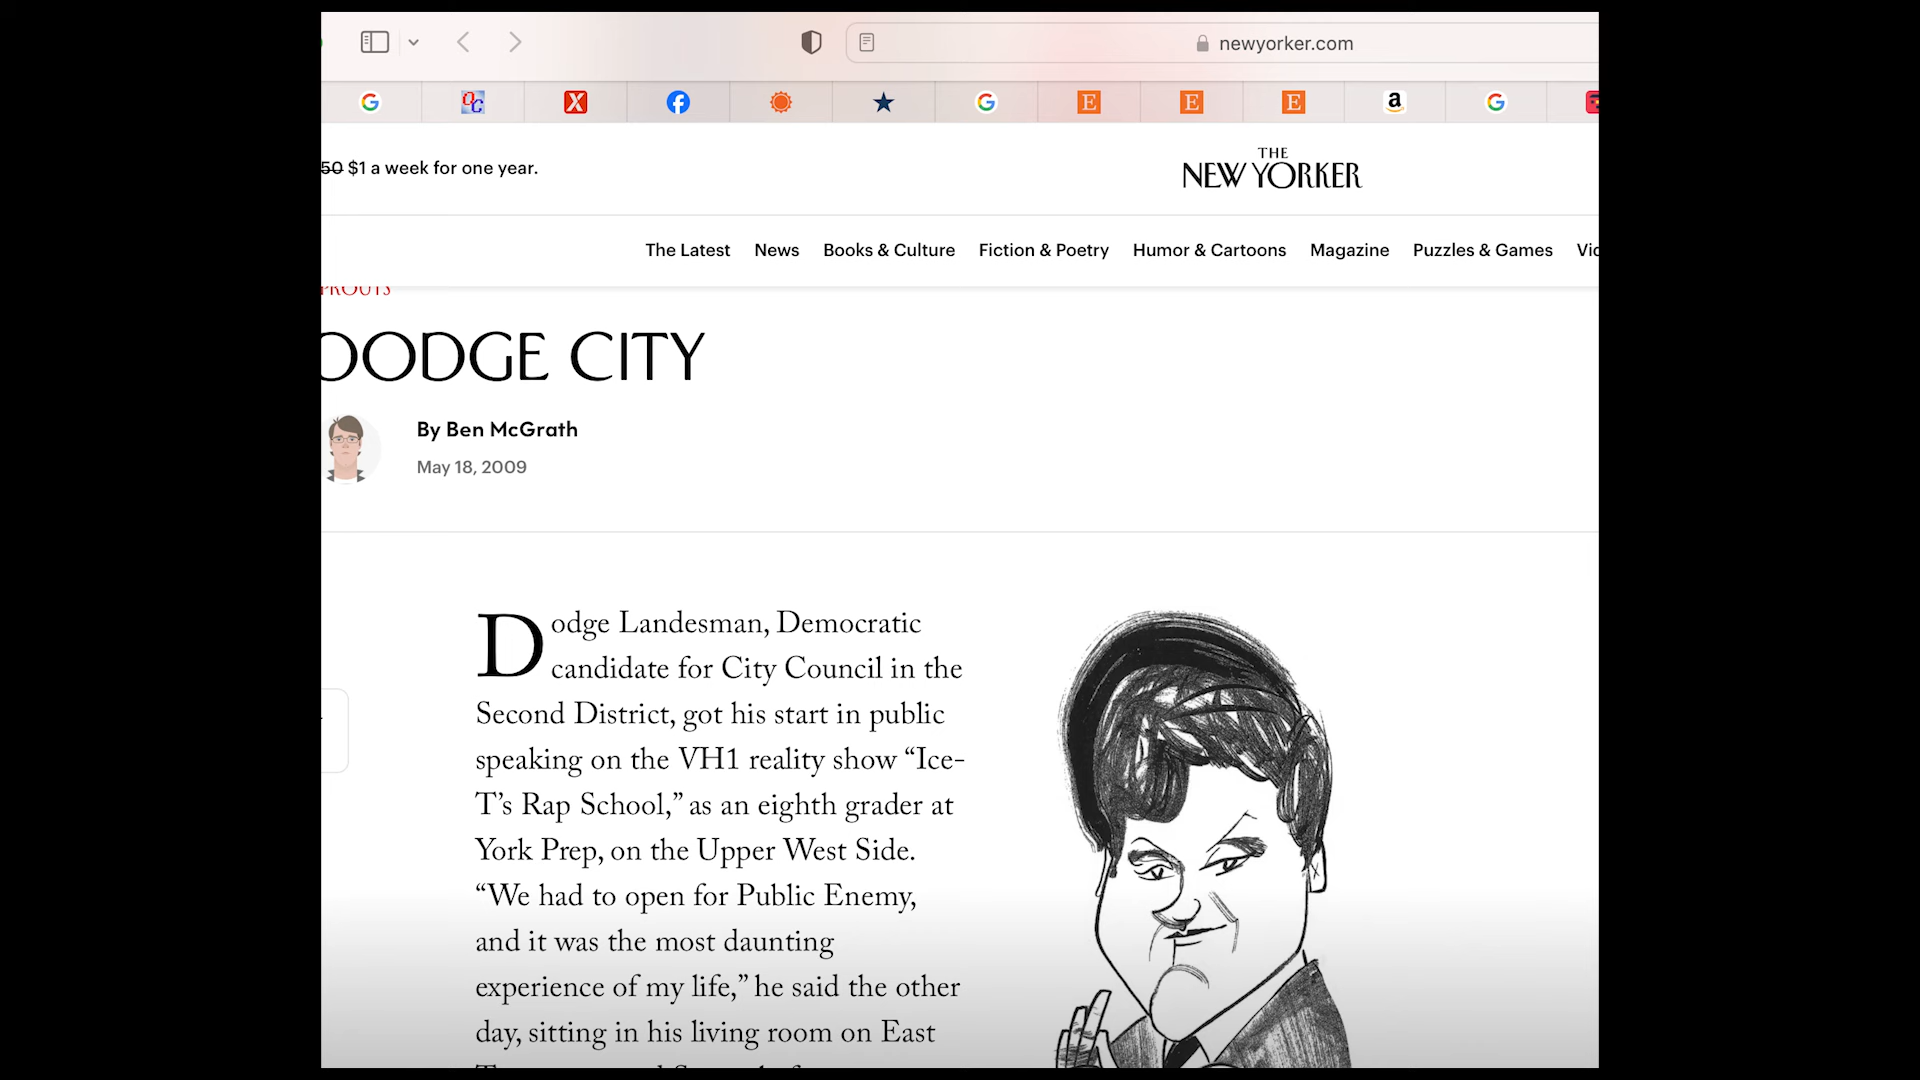 newyorker.com
50 $1 a week for one year.
THE
NEW YORKER
The Latest News Books & Culture Fiction & Poetry Humor & Cartoons Magazine Puzzles & Games
DODGE CITY
By Ben McGrath
May 18, 2009
Dodge Landesman, Democratic
candidate for City Council in the
Second District, got his start in public
speaking on the VH1 reality show “Ice-
T’s Rap School,” as an eighth grader at
York Prep, on the Upper West Side.
“We had to open for Public Enemy,
and it was the most daunting
experience of my life,” he said the other
day, sitting in his living room on East